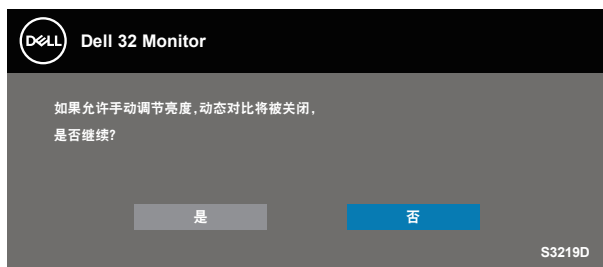 DELL Dell 32 Monitor
如果允许手动调节亮度,动态对比将被关闭,
是否继续?
是 否
S3219D